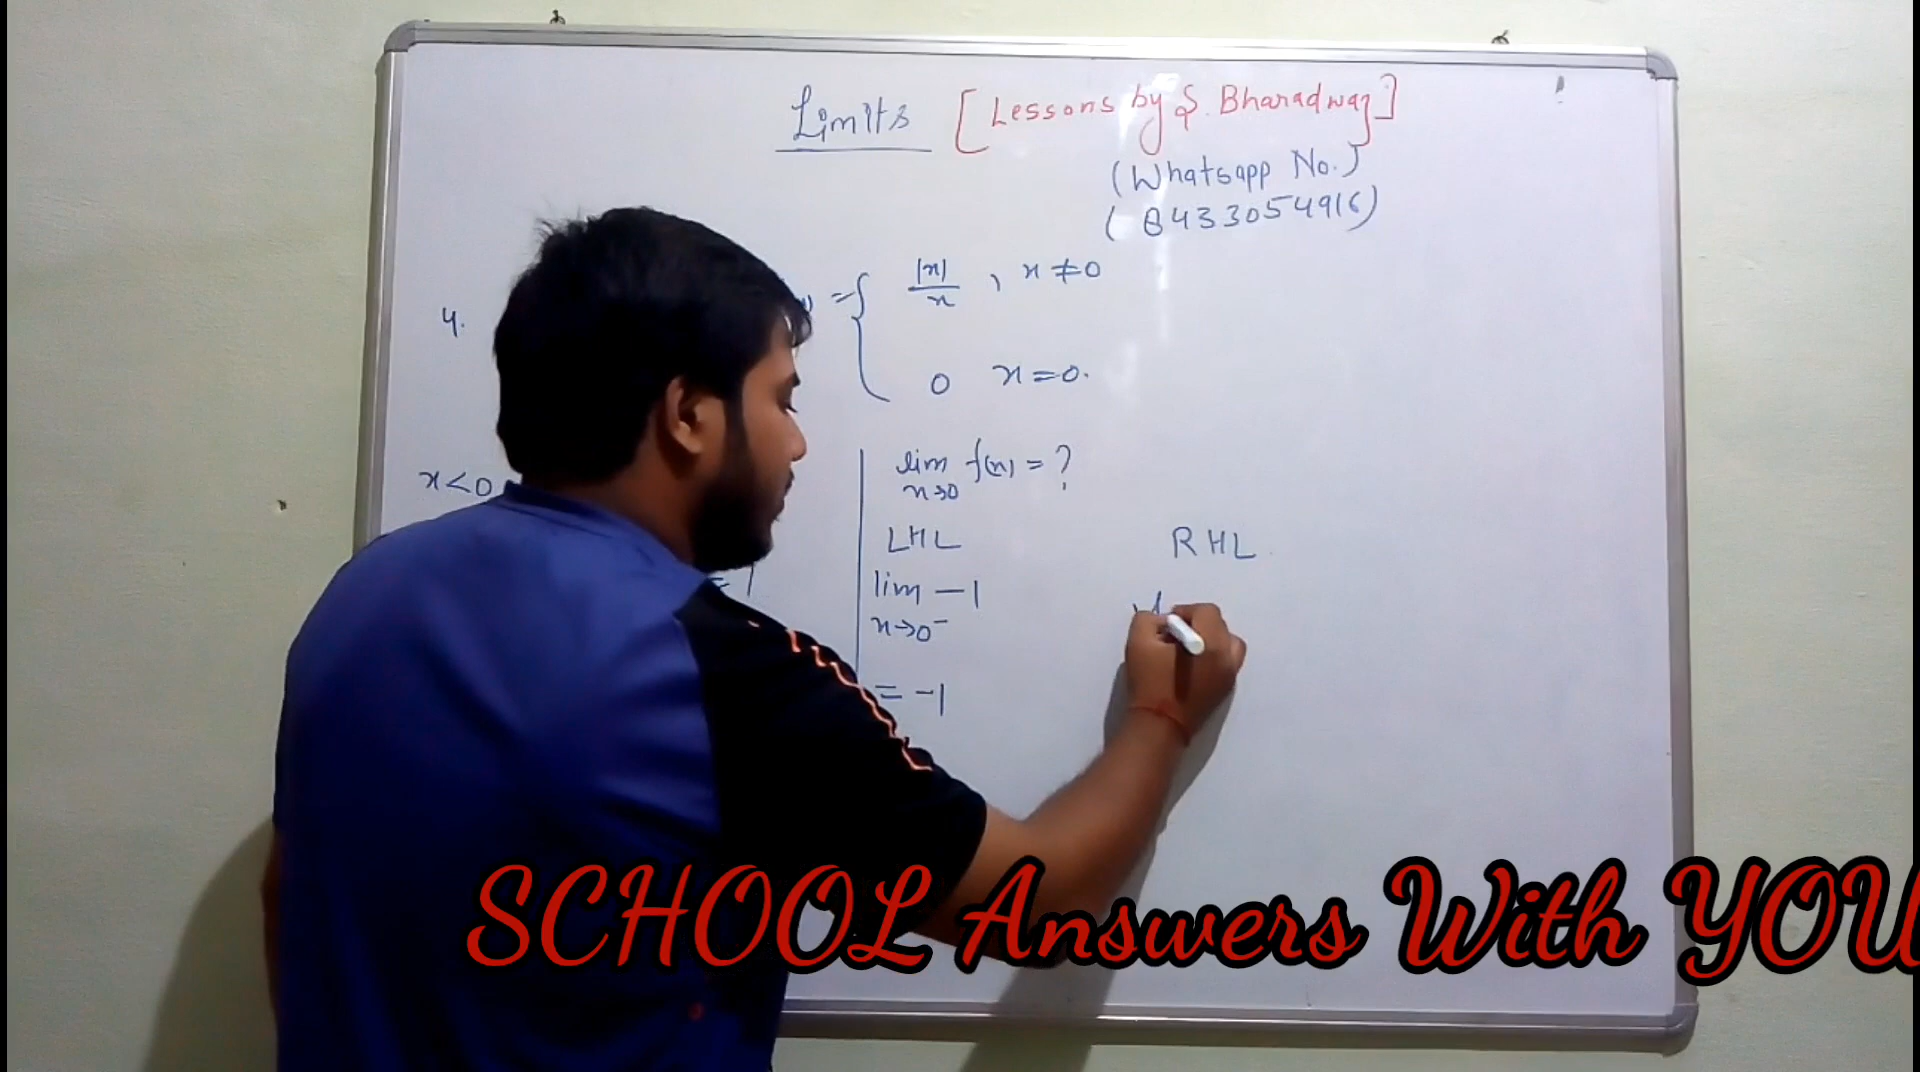 Limits [Lessons by S. Bharadwaj]
(Whatsapp No.)
(8433054916)
4.
= { |x|/x , x ≠ 0
0 x = 0.
x < 0
= 1
lim f(x) = ?
x→0
LHL
RHL
lim -1
x→0⁻
= -1
SCHOOL Answers With YOU